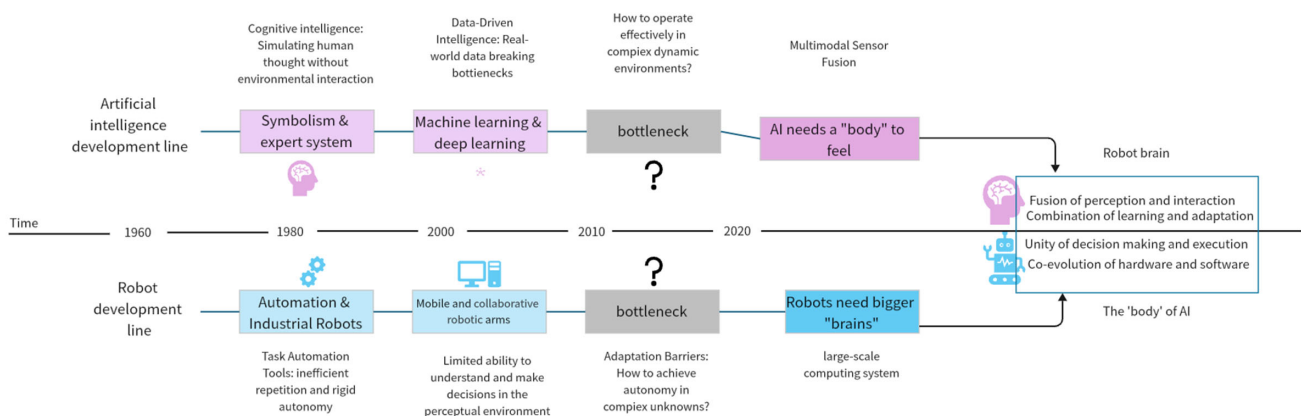 Cognitive intelligence:
Simulating human
thought without
environmental interaction
Data-Driven
Intelligence: Real-
world data breaking
bottienecks
How to operate
effectively in
compiex dynamic
environments?
Multimodal Sensor
Fusion
Artificial
intelligence
development line
Symbolism &
expert system
Machine learning &
deep learning
*
bottleneck
?
AI needs a "body" to
feel
Robot brain
Fusion of perception and interaction
Combination of learning and adaptation
Time
1960
1980
2000
2010
2020
Unity of decision making and execution
Co-evolution of hardware and software
Robot
development
line
Automation &
Industrial Robots
Mobile and collaborative
robotic arms
?
bottleneck
Robots need bigger
"brains"
The 'body' of AI
Task Automation
Tools: inefficient
repetition and rigid
autonomy
Limited ability to
understand and make
decisions in the
perceptual environment
Adaptation Barriers:
How to achieve
autonomy in
complex unknowns?
large-scale
computing system